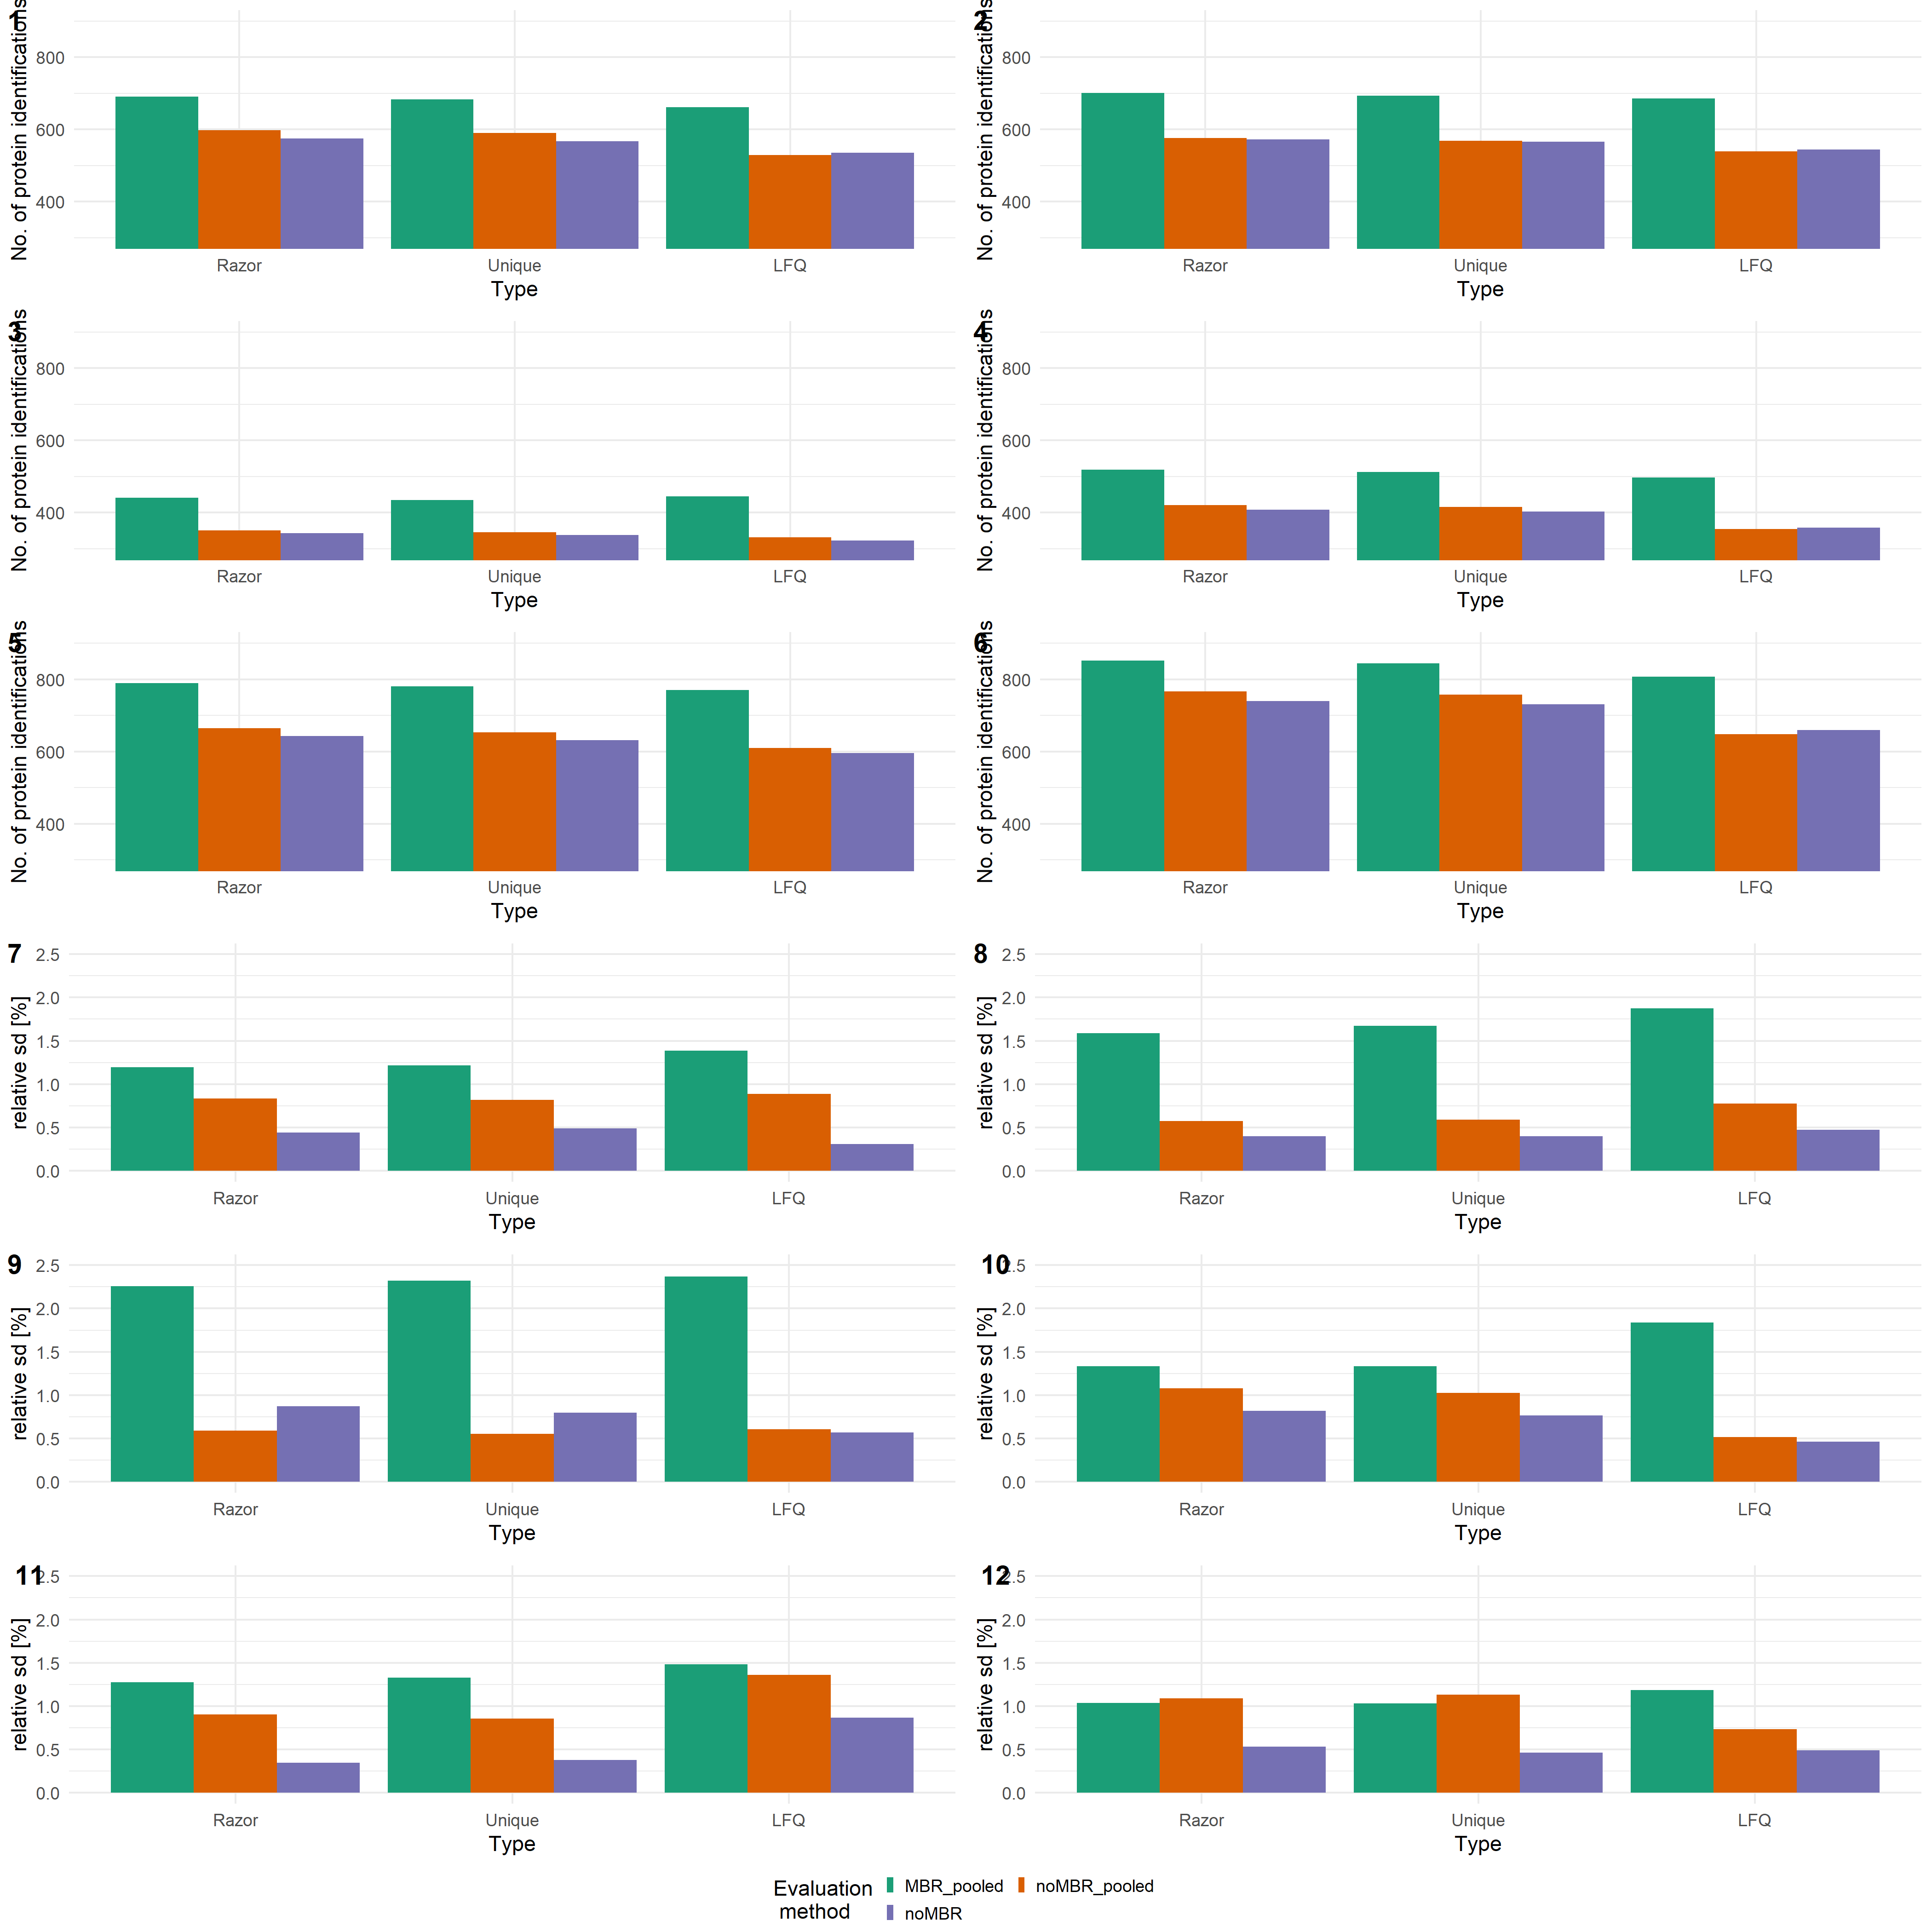 1
No. of protein identifications
800
600
400
Razor Unique LFQ
Type
2
No. of protein identifications
800
600
400
Razor Unique LFQ
Type
3
No. of protein identifications
800
600
400
Razor Unique LFQ
Type
4
No. of protein identifications
800
600
400
Razor Unique LFQ
Type
5
No. of protein identifications
800
600
400
Razor Unique LFQ
Type
6
No. of protein identifications
800
600
400
Razor Unique LFQ
Type
7
relative sd [%]
2.5
2.0
1.5
1.0
0.5
0.0
Razor Unique LFQ
Type
8
relative sd [%]
2.5
2.0
1.5
1.0
0.5
0.0
Razor Unique LFQ
Type
9
relative sd [%]
2.5
2.0
1.5
1.0
0.5
0.0
Razor Unique LFQ
Type
10
relative sd [%]
2.5
2.0
1.5
1.0
0.5
0.0
Razor Unique LFQ
Type
11
relative sd [%]
2.5
2.0
1.5
1.0
0.5
0.0
Razor Unique LFQ
Type
12
relative sd [%]
2.5
2.0
1.5
1.0
0.5
0.0
Razor Unique LFQ
Type
Evaluation
method
MBR_pooled noMBR_pooled
noMBR